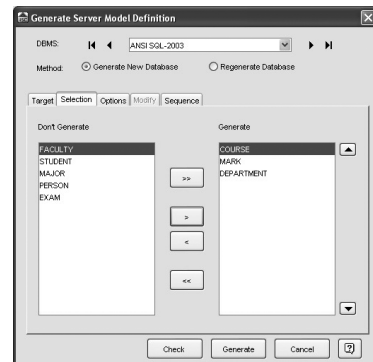 Generate Server Model Definition
DBMS: ANSI SQL-2003
Method: Generate New Database Regenerate Database
Target Selection Options Modify Sequence
Don't Generate Generate
FACULTY COURSE
STUDENT MARK
MAJOR DEPARTMENT
PERSON
EXAM
>>
>
<
<<
Check Generate Cancel ?